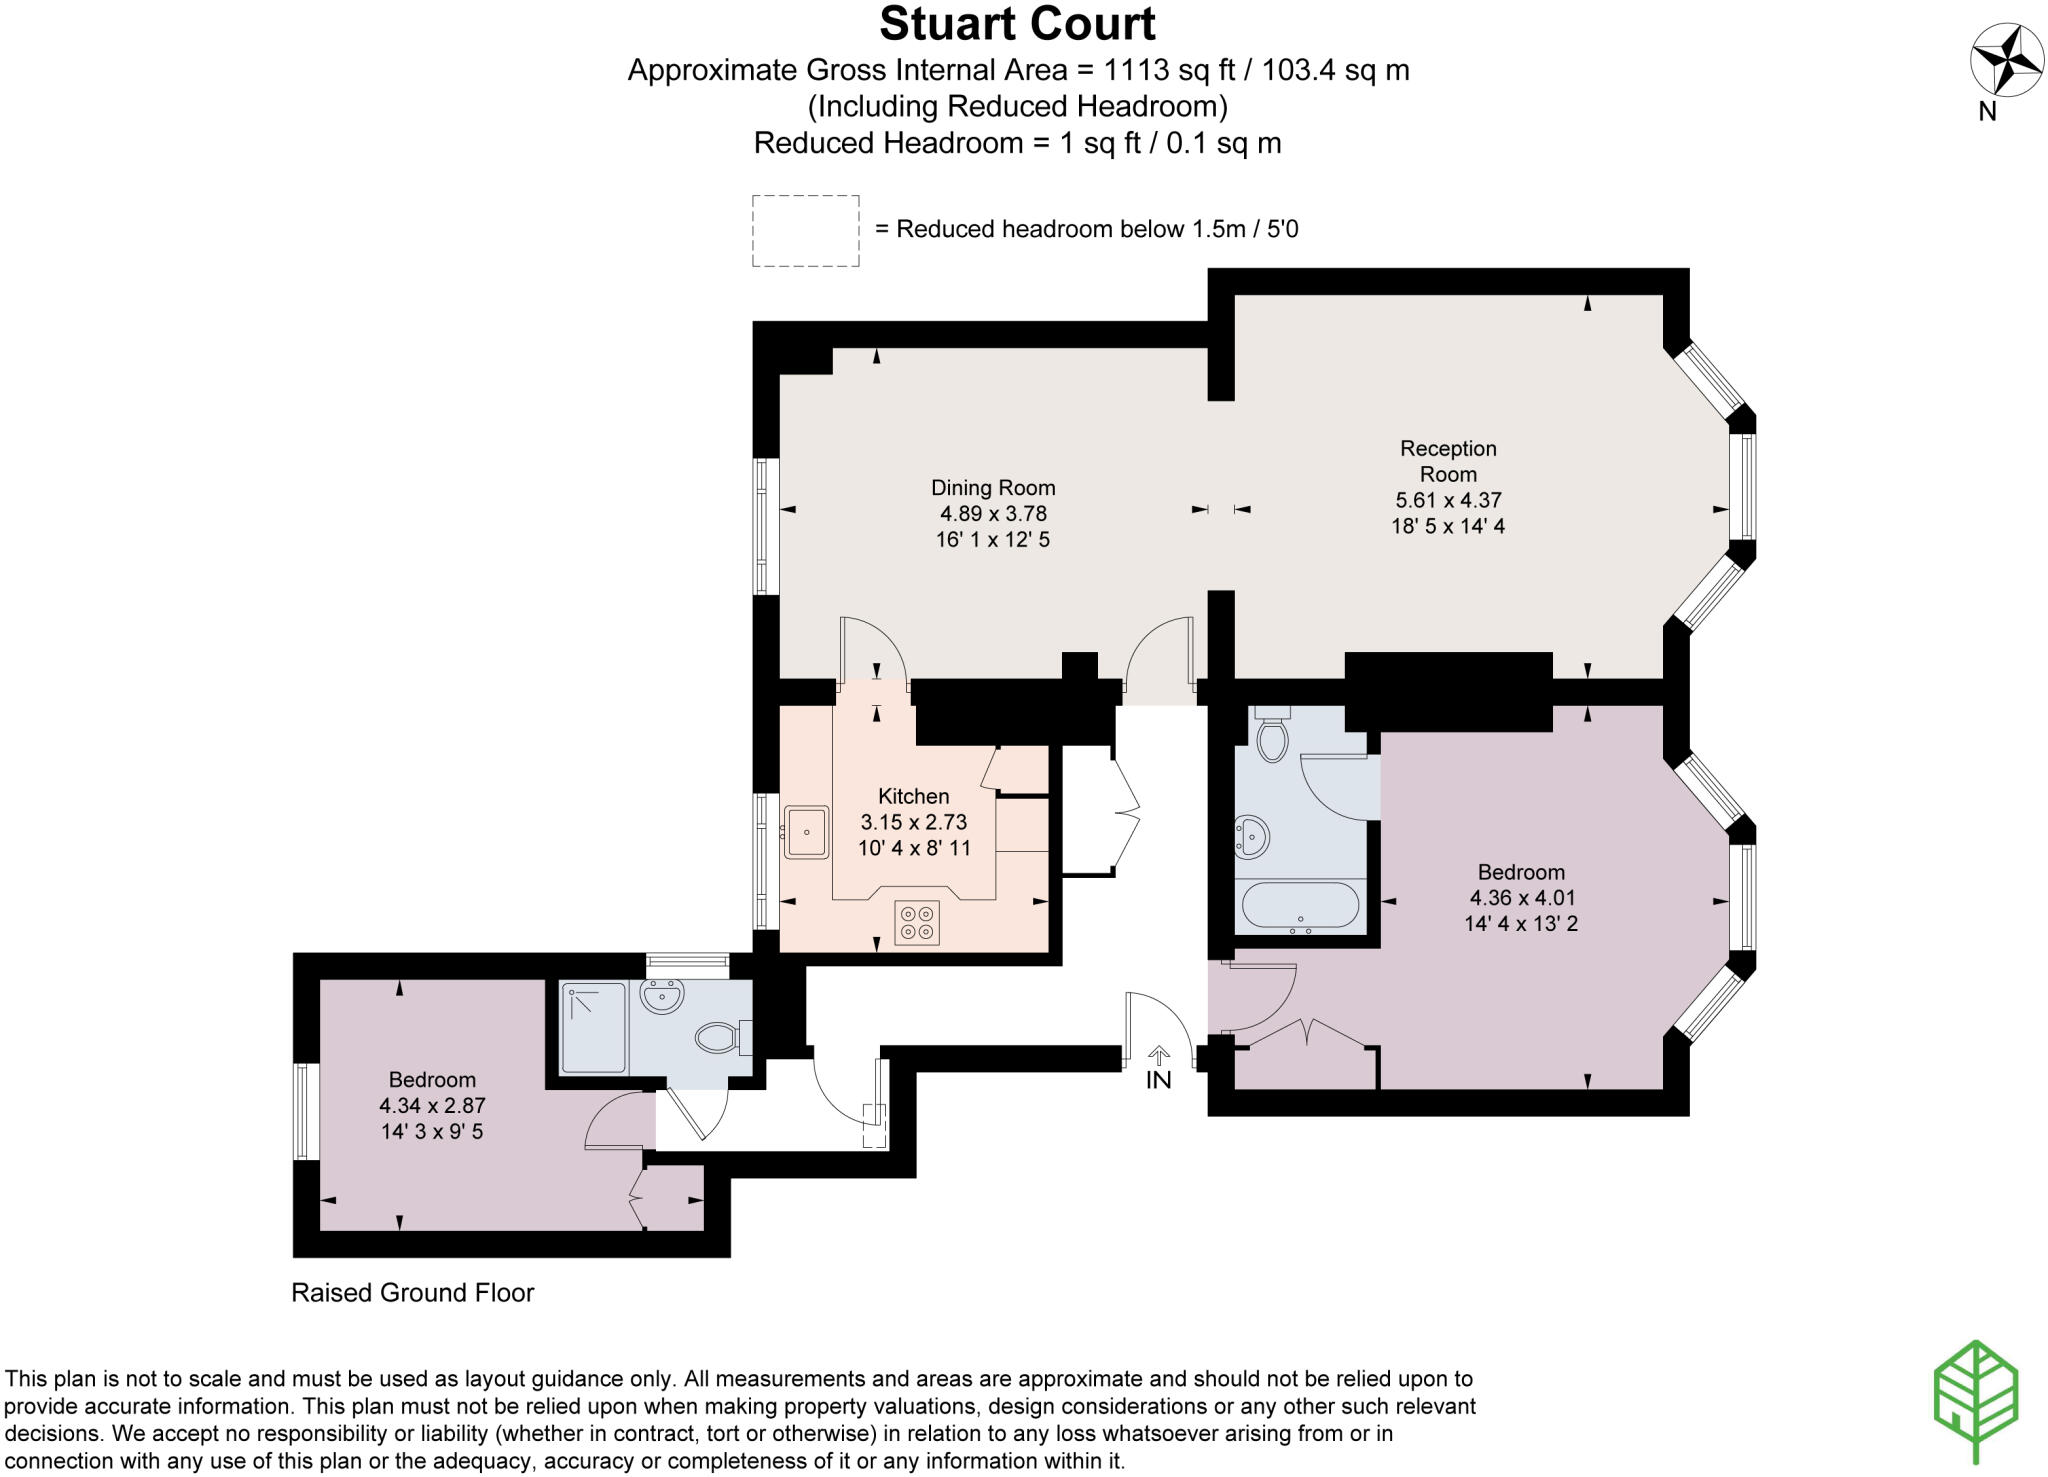 Stuart Court
Approximate Gross Internal Area = 1113 sq ft / 103.4 sq m
(Including Reduced Headroom)
Reduced Headroom = 1 sq ft / 0.1 sq m
N
= Reduced headroom below 1.5m / 5'0
Reception
Room
5.61 x 4.37
18' 5 x 14' 4
Dining Room
4.89 x 3.78
16' 1 x 12' 5
Kitchen
3.15 x 2.73
10' 4 x 8' 11
Bedroom
4.36 x 4.01
14' 4 x 13' 2
IN
Bedroom
4.34 x 2.87
14' 3 x 9' 5
Raised Ground Floor
This plan is not to scale and must be used as layout guidance only. All measurements and areas are approximate and should not be relied upon to
provide accurate information. This plan must not be relied upon when making property valuations, design considerations or any other such relevant
decisions. We accept no responsibility or liability (whether in contract, tort or otherwise) in relation to any loss whatsoever arising from or in
connection with any use of this plan or the adequacy, accuracy or completeness of it or any information within it.